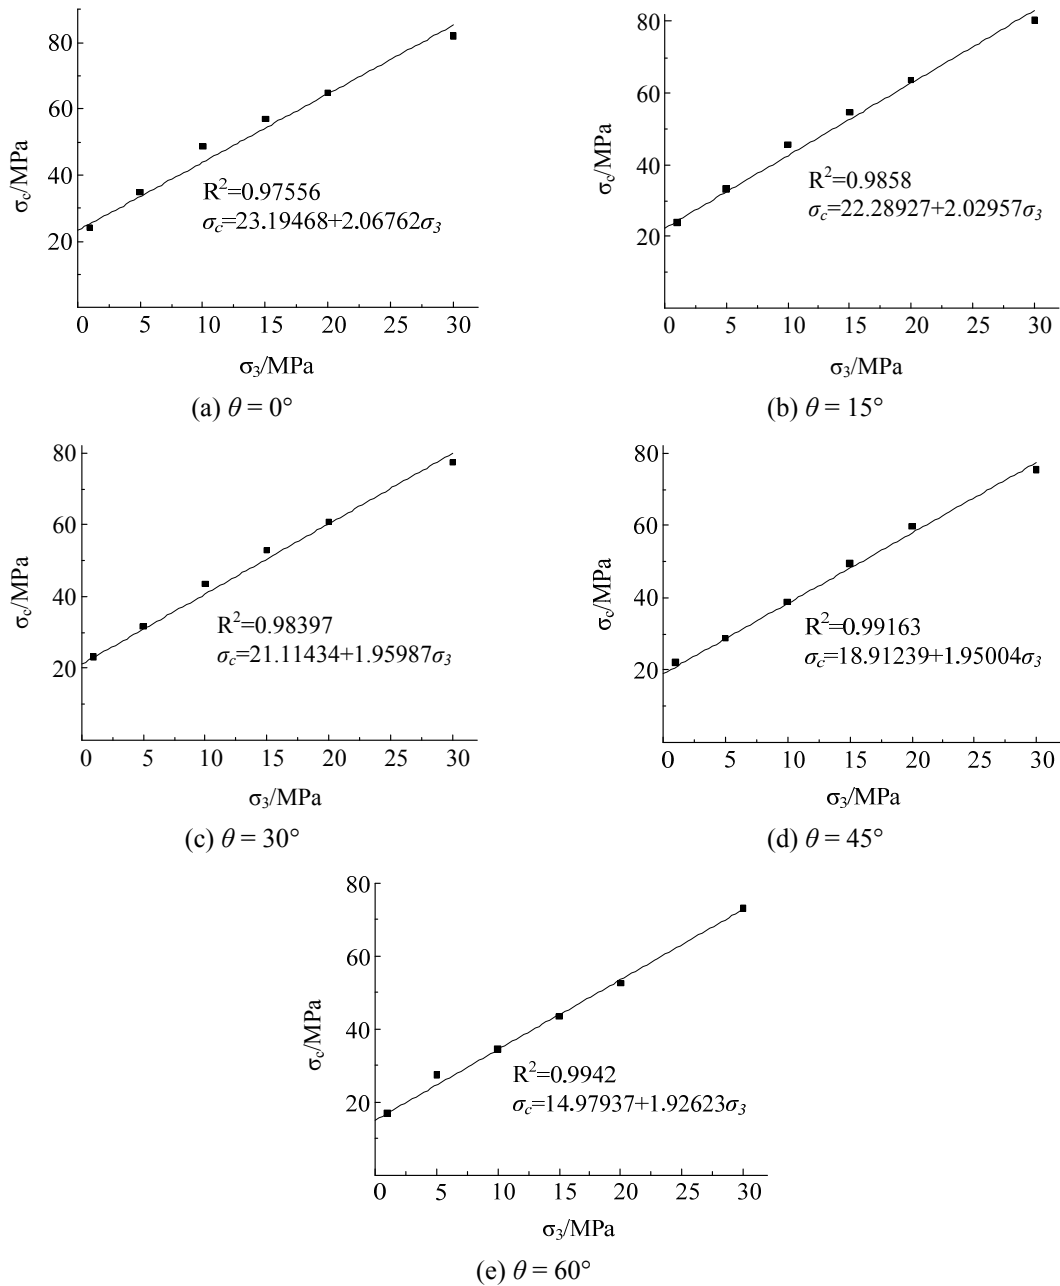 80
60
40
20
σc/MPa
R²=0.97556
σc=23.19468+2.06762σ3
0 5 10 15 20 25 30
σ3/MPa
(a) θ = 0°
80
60
40
20
σc/MPa
R²=0.9858
σc=22.28927+2.02957σ3
0 5 10 15 20 25 30
σ3/MPa
(b) θ = 15°
80
60
40
20
σc/MPa
R²=0.98397
σc=21.11434+1.95987σ3
0 5 10 15 20 25 30
σ3/MPa
(c) θ = 30°
80
60
40
20
σc/MPa
R²=0.99163
σc=18.91239+1.95004σ3
0 5 10 15 20 25 30
σ3/MPa
(d) θ = 45°
80
60
40
20
σc/MPa
R²=0.9942
σc=14.97937+1.92623σ3
0 5 10 15 20 25 30
σ3/MPa
(e) θ = 60°